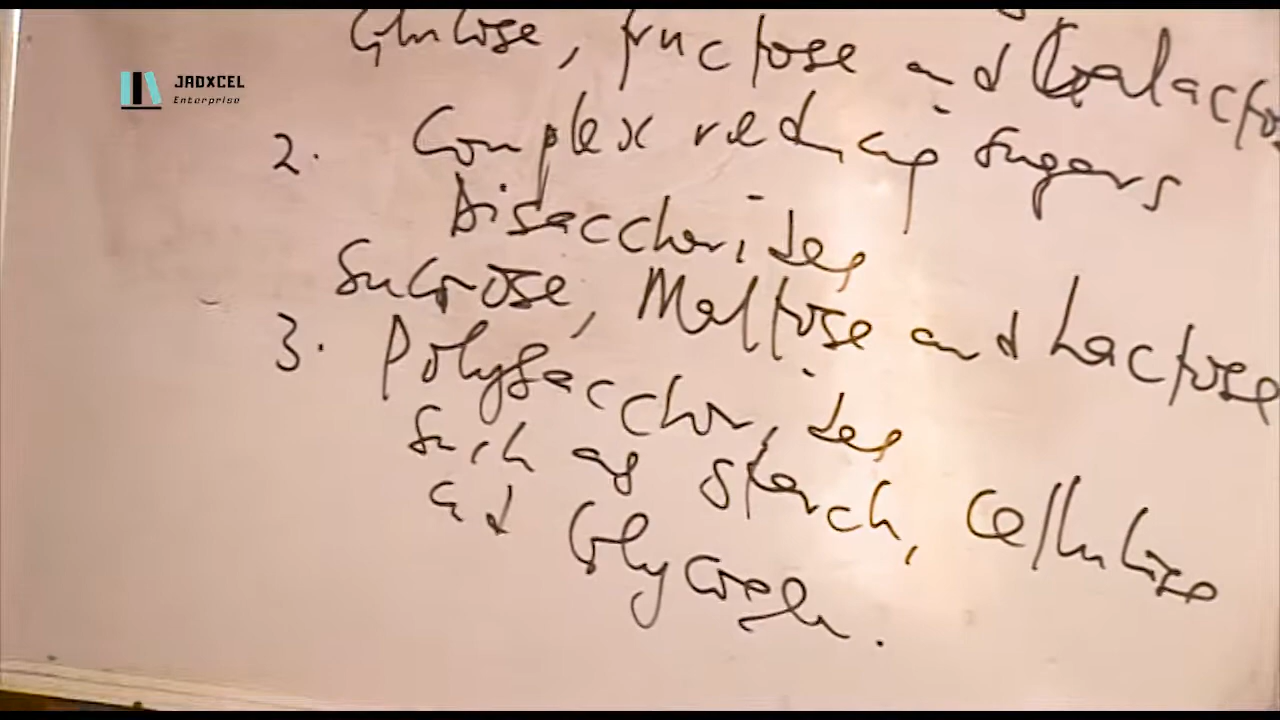 Glucose, fructose and Galacto
JADXCEL
Enterprise
2. Complex reducing sugars
Disaccharides
Sucrose, Maltose and Lactose
3. Polysaccharides
Such as starch, Cellulose
and Glycogen.